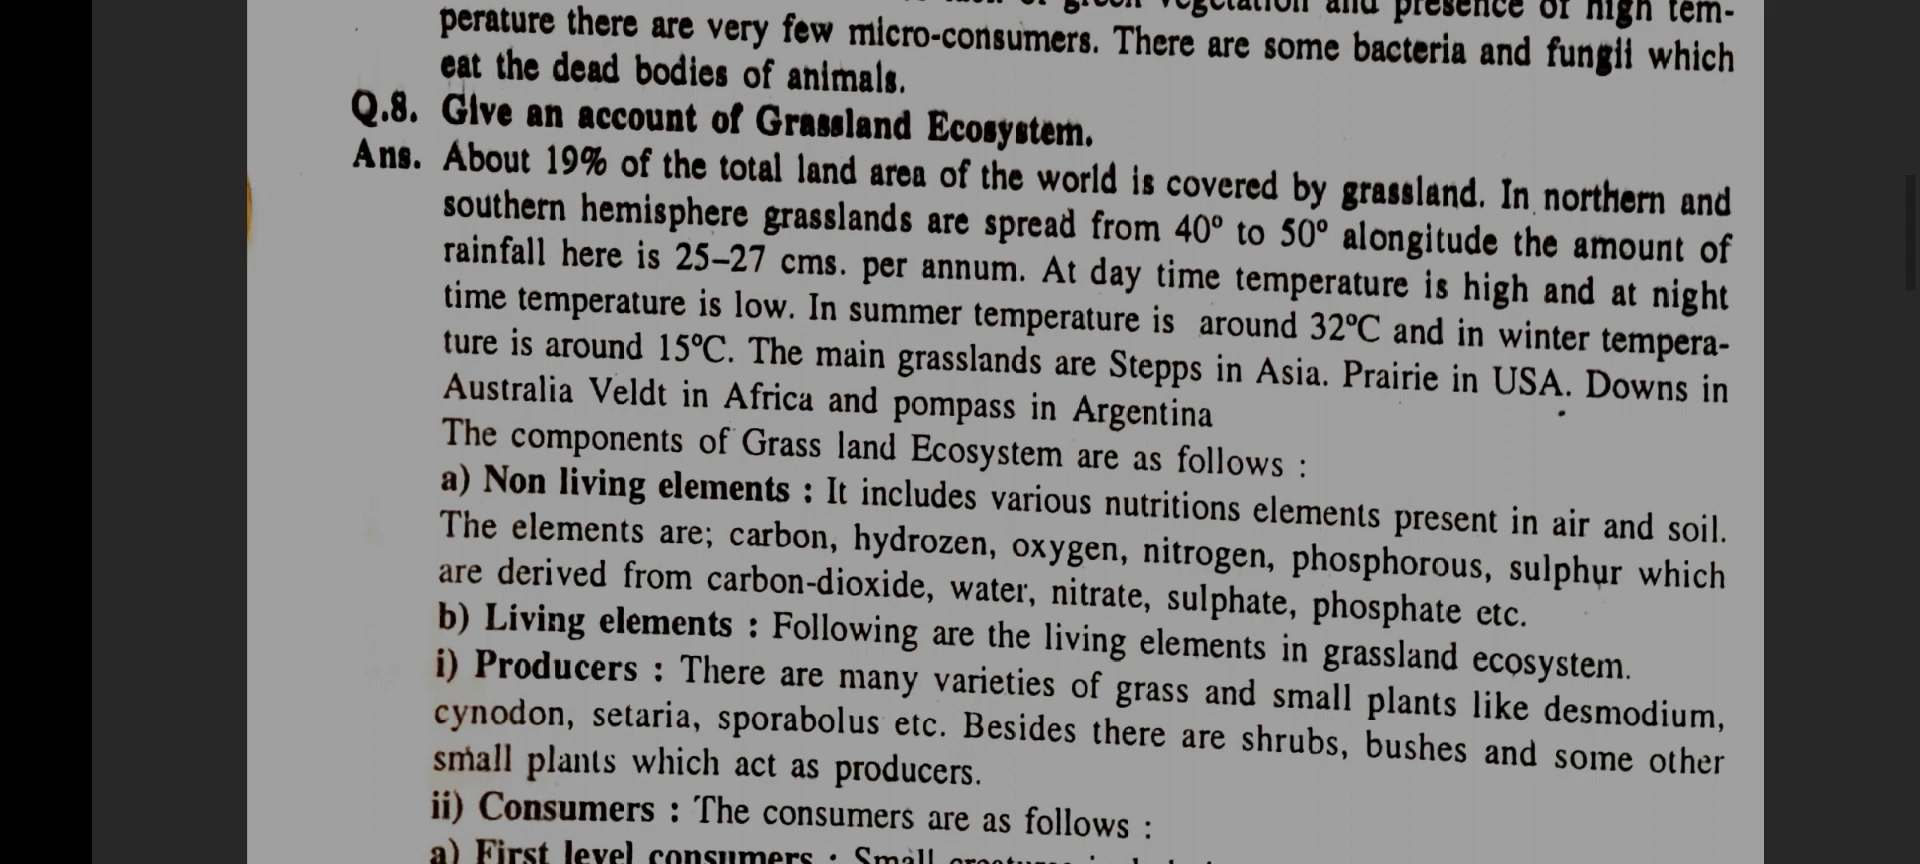 vegetation and presence of high tem-
perature there are very few micro-consumers. There are some bacteria and fungii which
eat the dead bodies of animals.
Q.8. Give an account of Grassland Ecosystem.
Ans. About 19% of the total land area of the world is covered by grassland. In northern and
southern hemisphere grasslands are spread from 40° to 50° alongitude the amount of
rainfall here is 25–27 cms. per annum. At day time temperature is high and at night
time temperature is low. In summer temperature is around 32°C and in winter tempera-
ture is around 15°C. The main grasslands are Stepps in Asia. Prairie in USA. Downs in
Australia Veldt in Africa and pompass in Argentina
The components of Grass land Ecosystem are as follows :
a) Non living elements : It includes various nutritions elements present in air and soil.
The elements are; carbon, hydrozen, oxygen, nitrogen, phosphorous, sulphur which
are derived from carbon-dioxide, water, nitrate, sulphate, phosphate etc.
b) Living elements : Following are the living elements in grassland ecosystem.
i) Producers : There are many varieties of grass and small plants like desmodium,
cynodon, setaria, sporabolus etc. Besides there are shrubs, bushes and some other
small plants which act as producers.
ii) Consumers : The consumers are as follows :
a) First level consumers : Small